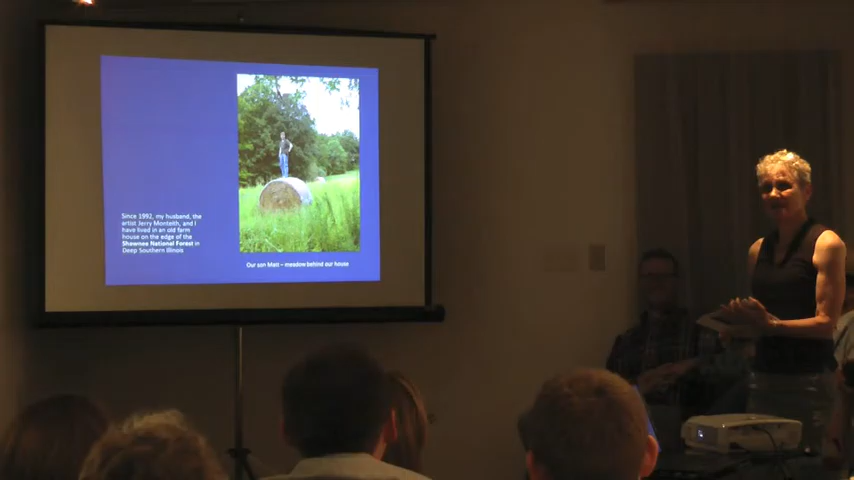 Since 1992, my husband, the
artist Jerry Monteith, and I
have lived in an old farm
house on the edge of the
Shawnee National Forest in
Deep Southern Illinois
Our son Matt – meadow behind our house